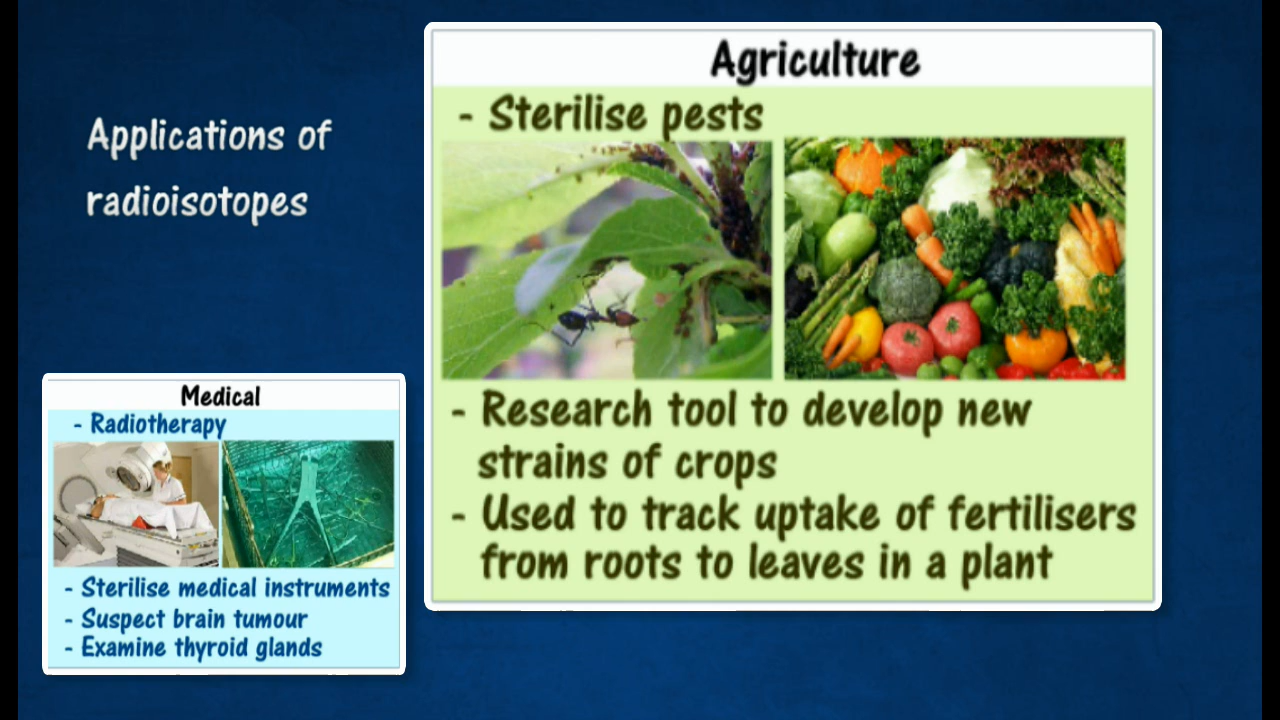 Applications of
radioisotopes
Agriculture
- Sterilise pests
- Research tool to develop new
strains of crops
- Used to track uptake of fertilisers
from roots to leaves in a plant
Medical
- Radiotherapy
- Sterilise medical instruments
- Suspect brain tumour
- Examine thyroid glands